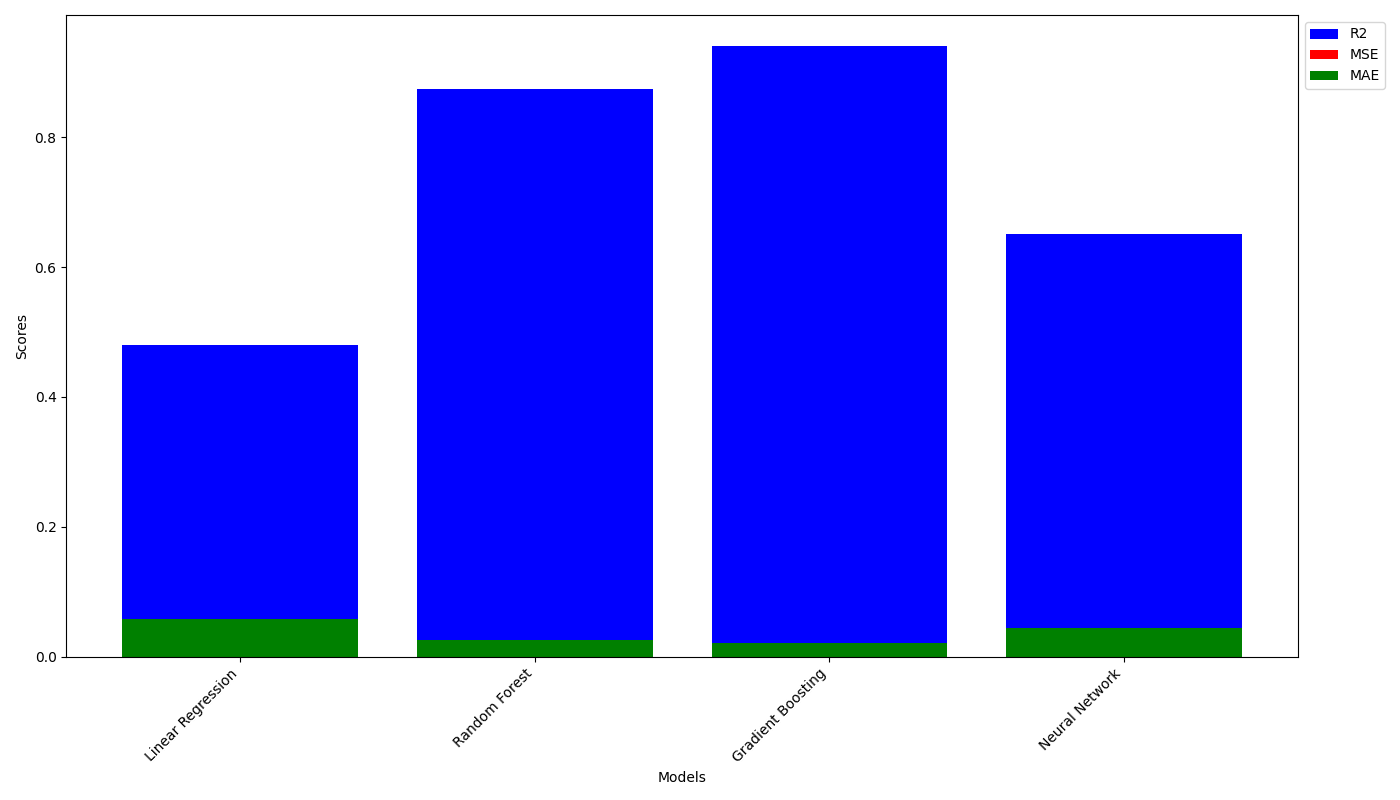 R2
MSE
MAE
Scores
0.8
0.6
0.4
0.2
0.0
Linear Regression
Random Forest
Gradient Boosting
Neural Network
Models